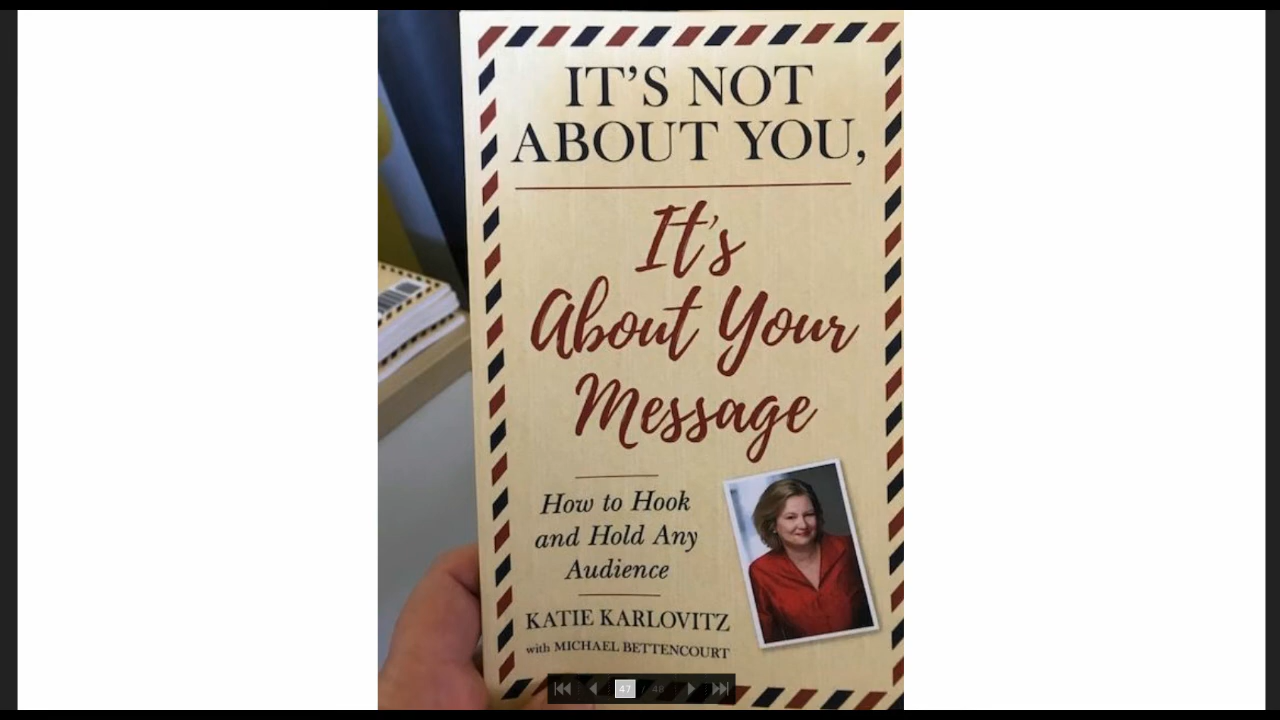 IT'S NOT
ABOUT YOU,
It's
About Your
Message
How to Hook
and Hold Any
Audience
KATIE KARLOVITZ
with MICHAEL BETTENCOURT
47 / 48